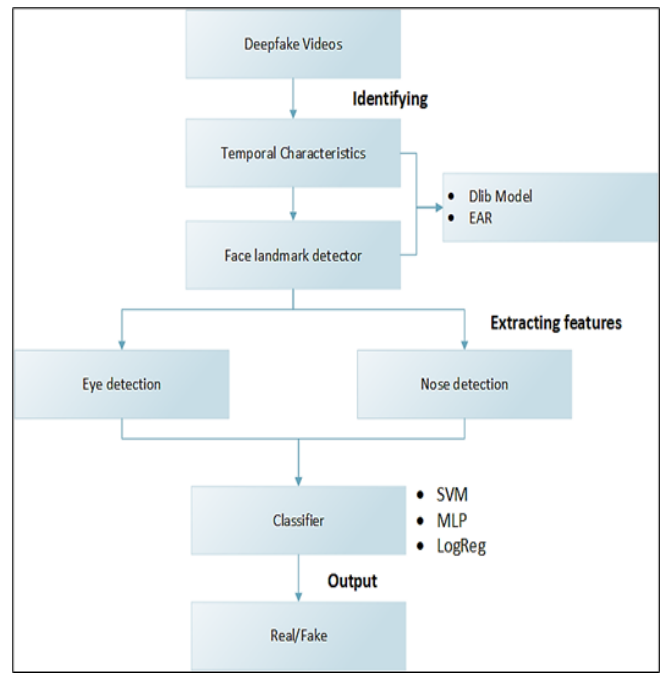 Deepfake Videos
Identifying
Temporal Characteristics
• Dlib Model
• EAR
Face landmark detector
Extracting features
Eye detection
Nose detection
Classifier
• SVM
• MLP
• LogReg
Output
Real/Fake